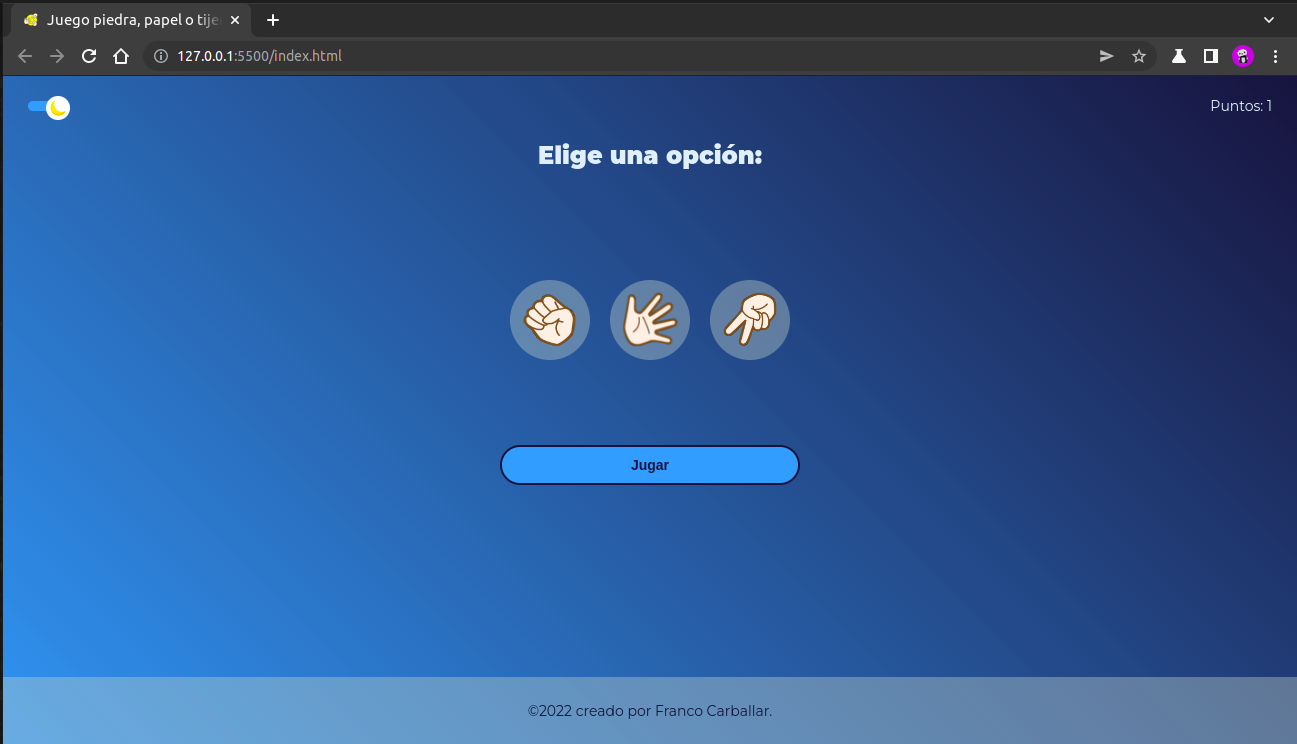 Juego piedra, papel o tije
127.0.0.1:5500/index.html
Puntos: 1
Elige una opción:
Jugar
©2022 creado por Franco Carballar.